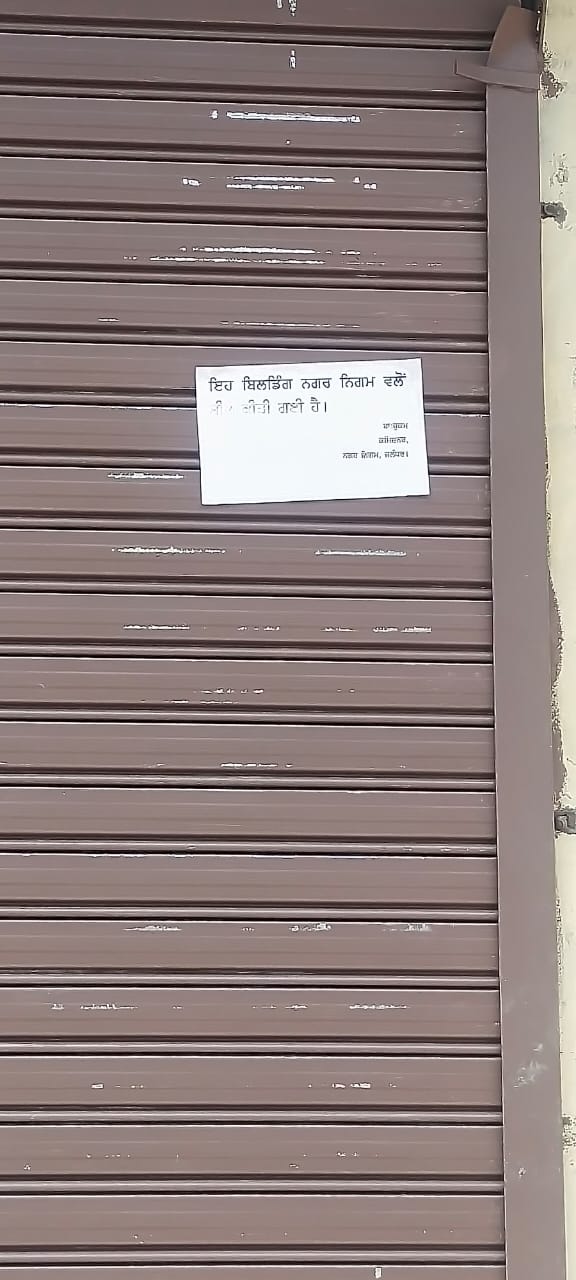 ਇਹ ਬਿਲਡਿੰਗ ਨਗਰ ਨਿਗਮ ਵਲੋਂ
ਕੀਤੀ ਗਈ ਹੈ।
ਬਾ:ਹੁਕਮ
ਕਮਿਸ਼ਨਰ,
ਨਗਰ ਨਿਗਮ, ਜਲੰਧਰ।